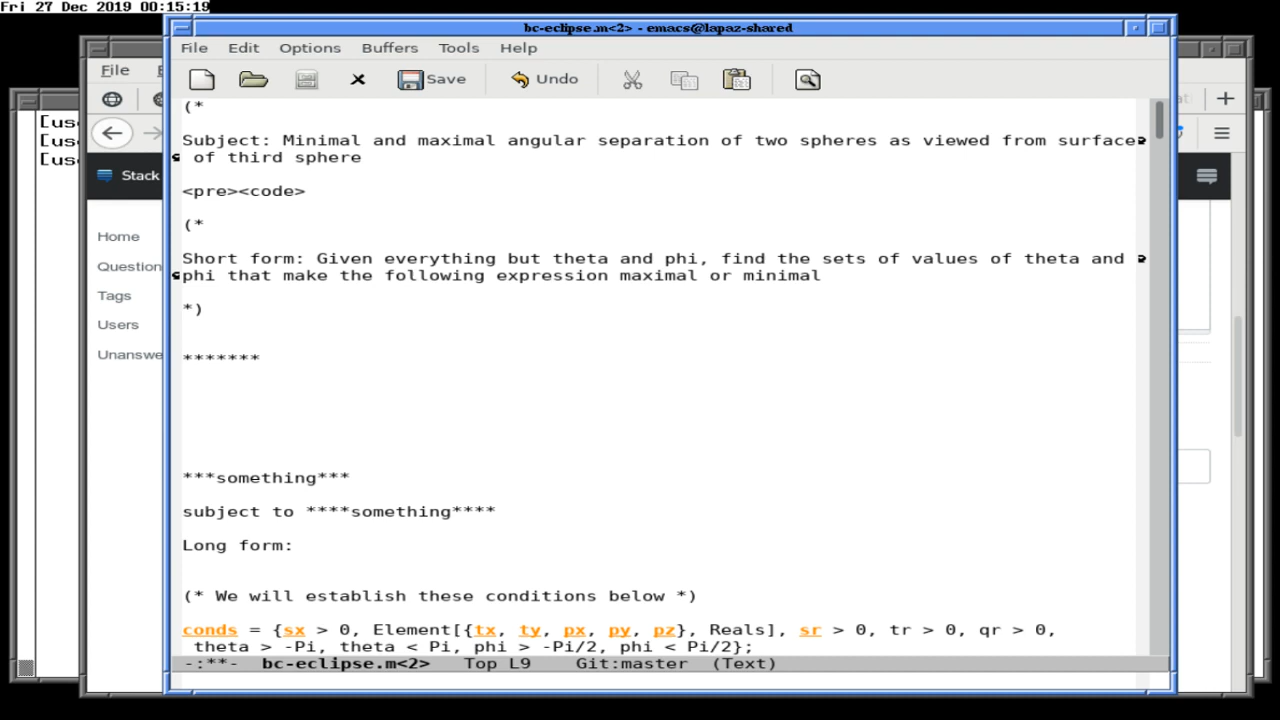 Fri 27 Dec 2019 00:15:19
bc-eclipse.m<2> - emacs@lapaz-shared
File Edit Options Buffers Tools Help
Save Undo
(*
Subject: Minimal and maximal angular separation of two spheres as viewed from surface
of third sphere
<pre><code>
(*
Short form: Given everything but theta and phi, find the sets of values of theta and
phi that make the following expression maximal or minimal
*)
*******
***something***
subject to ****something****
Long form:
(* We will establish these conditions below *)
conds = {sx > 0, Element[{tx, ty, px, py, pz}, Reals], sr > 0, tr > 0, qr > 0,
theta > -Pi, theta < Pi, phi > -Pi/2, phi < Pi/2};
-:**- bc-eclipse.m<2> Top L9 Git:master (Text)
File
Stack
Home
Question
Tags
Users
Unanswe
[use
[use
[use